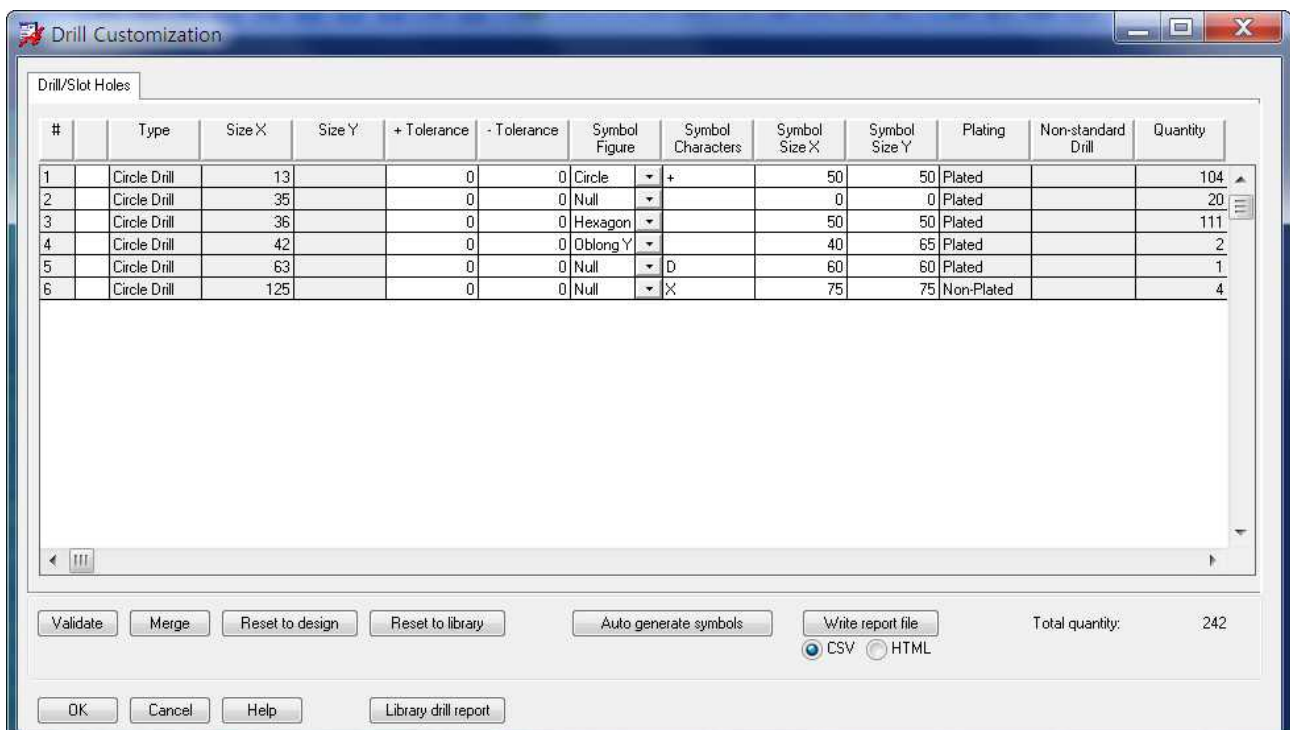 Drill Customization
Drill/Slot Holes
# Type Size X Size Y + Tolerance - Tolerance Symbol Figure Symbol Characters Symbol Size X Symbol Size Y Plating Non-standard Drill Quantity
1 Circle Drill 13 0 0 Circle + 50 50 Plated 104
2 Circle Drill 35 0 0 Null 0 0 Plated 20
3 Circle Drill 36 0 0 Hexagon 50 50 Plated 111
4 Circle Drill 42 0 0 Oblong Y 40 65 Plated 2
5 Circle Drill 63 0 0 Null D 60 60 Plated 1
6 Circle Drill 125 0 0 Null X 75 75 Non-Plated 4
Validate Merge Reset to design Reset to library Auto generate symbols Write report file Total quantity: 242
CSV HTML
OK Cancel Help Library drill report